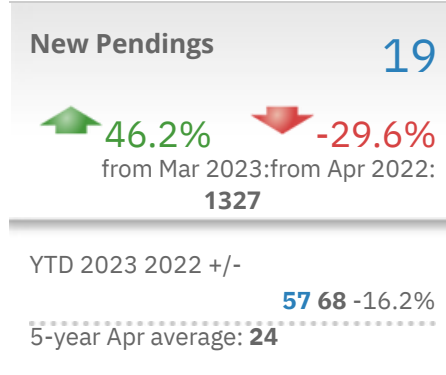 New Pendings
19
46.2%
-29.6%
from Mar 2023:from Apr 2022:
1327
YTD 2023 2022 +/-
57 68 -16.2%
5-year Apr average: 24